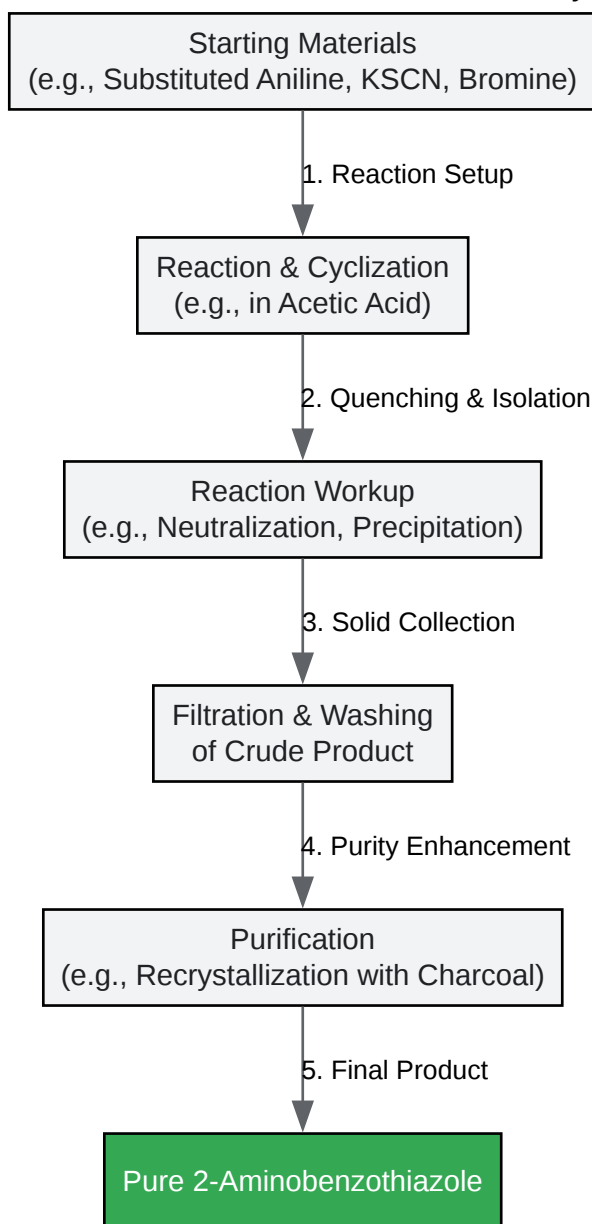 Starting Materials
(e.g., Substituted Aniline, KSCN, Bromine)
1. Reaction Setup
Reaction & Cyclization
(e.g., in Acetic Acid)
2. Quenching & Isolation
Reaction Workup
(e.g., Neutralization, Precipitation)
3. Solid Collection
Filtration & Washing
of Crude Product
4. Purity Enhancement
Purification
(e.g., Recrystallization with Charcoal)
5. Final Product
Pure 2-Aminobenzothiazole